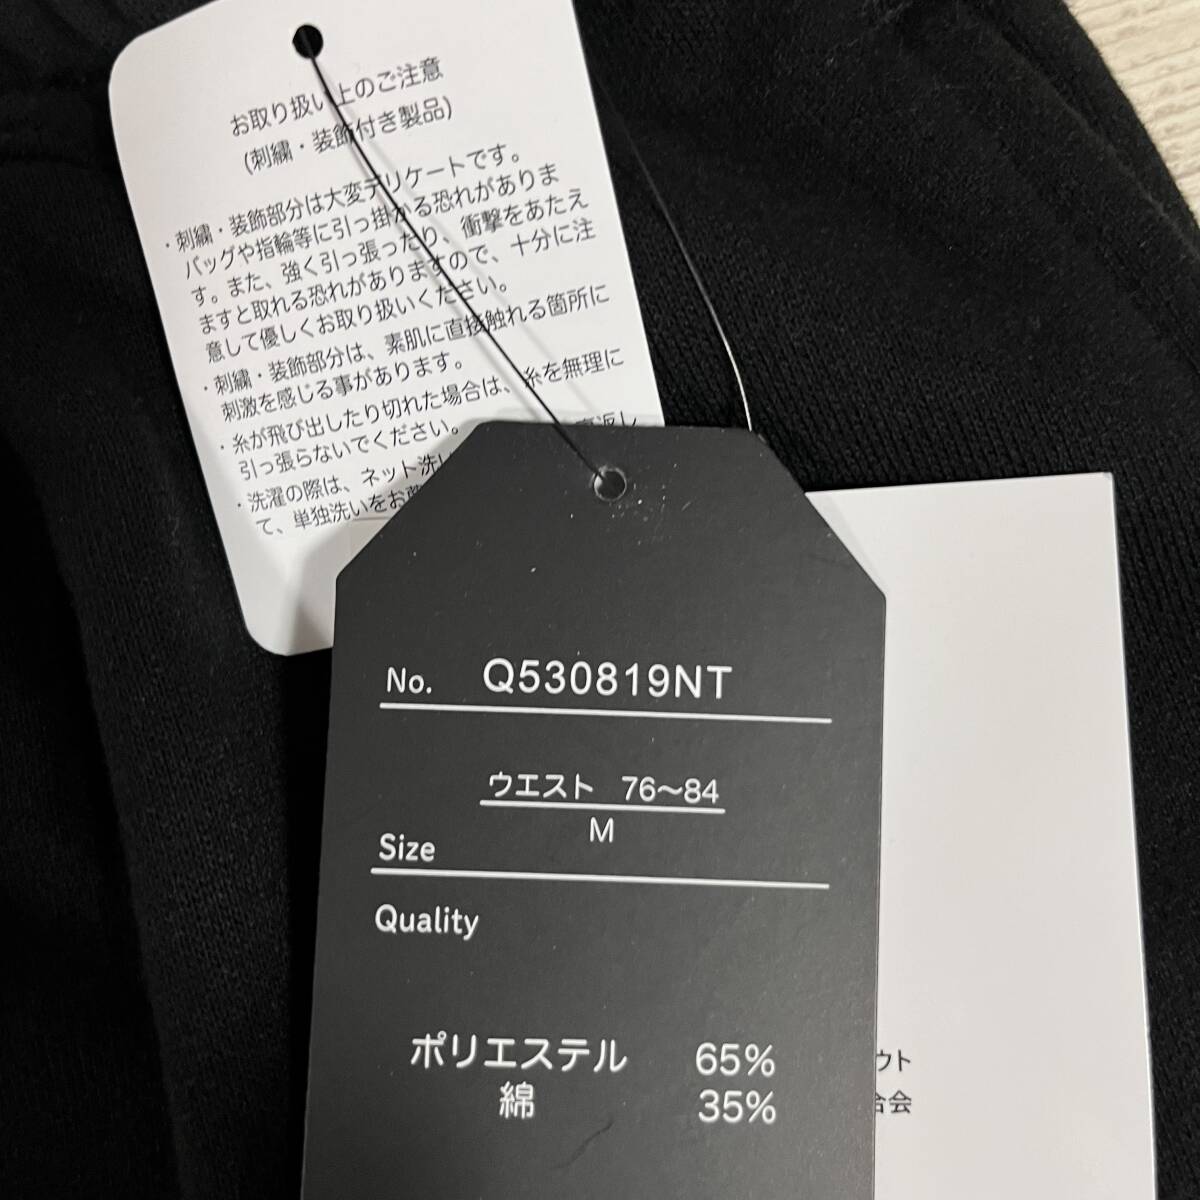 お取り扱い上のご注意
(刺繍・装飾付き製品)
・刺繍・装飾部分は大変デリケートです。
バッグや指輪等に引っ掛かる恐れがありま
す。また、強く引っ張ったり、衝撃をあたえ
ますと取れる恐れがありますので、十分に注
意して優しくお取り扱いください。
・刺繍・装飾部分は、素肌に直接触れる箇所に
刺激を感じる事があります。
・糸が飛び出したり切れた場合は、糸を無理に
引っ張らないでください。
・洗濯の際は、ネット洗い 裏返し
て、単独洗いをお
No. Q530819NT
ウエスト 76〜84
M
Size
Quality
ポリエステル 65%
綿 35%
ウト
合会